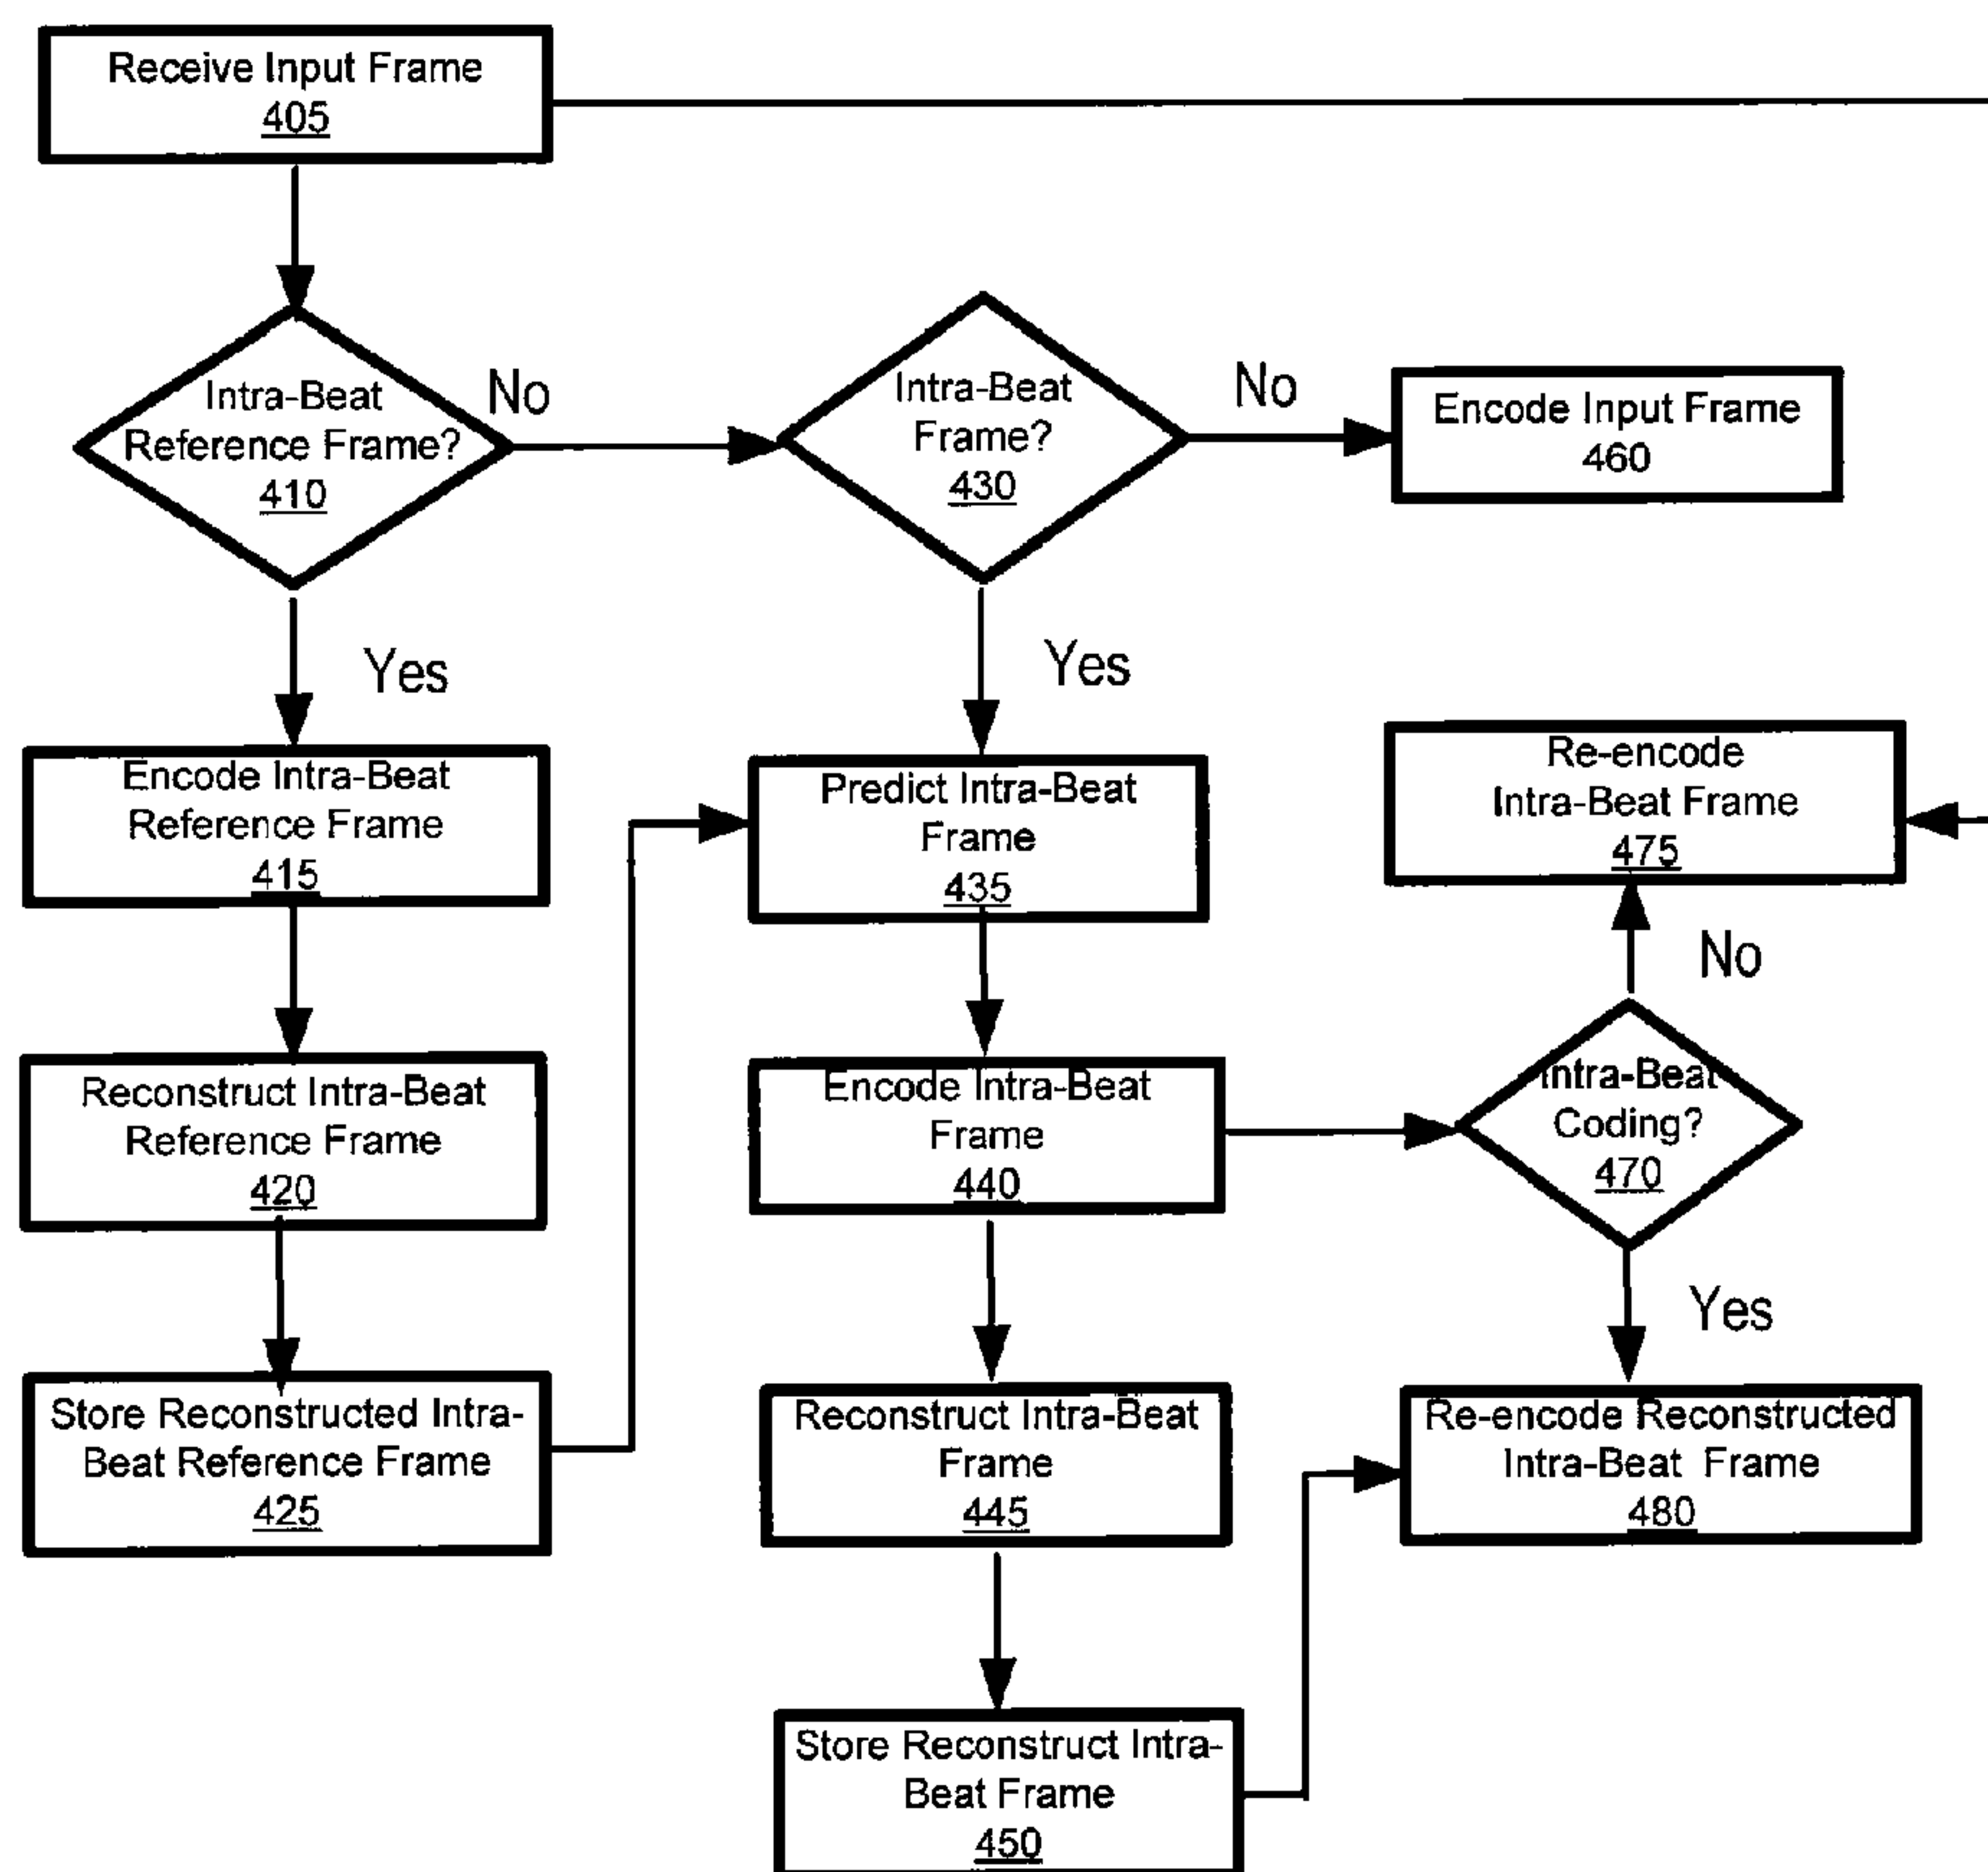 Receive Input Frame
405
Intra-Beat
Reference Frame?
410
No
Intra-Beat
Frame?
430
No
Encode Input Frame
460
Yes
Yes
Encode Intra-Beat
Reference Frame
415
Predict Intra-Beat
Frame
435
Re-encode
Intra-Beat Frame
475
No
Reconstruct Intra-Beat
Reference Frame
420
Encode Intra-Beat
Frame
440
Intra-Beat
Coding?
470
Yes
Store Reconstructed Intra-
Beat Reference Frame
425
Reconstruct Intra-Beat
Frame
445
Re-encode Reconstructed
Intra-Beat Frame
480
Store Reconstruct Intra-
Beat Frame
450